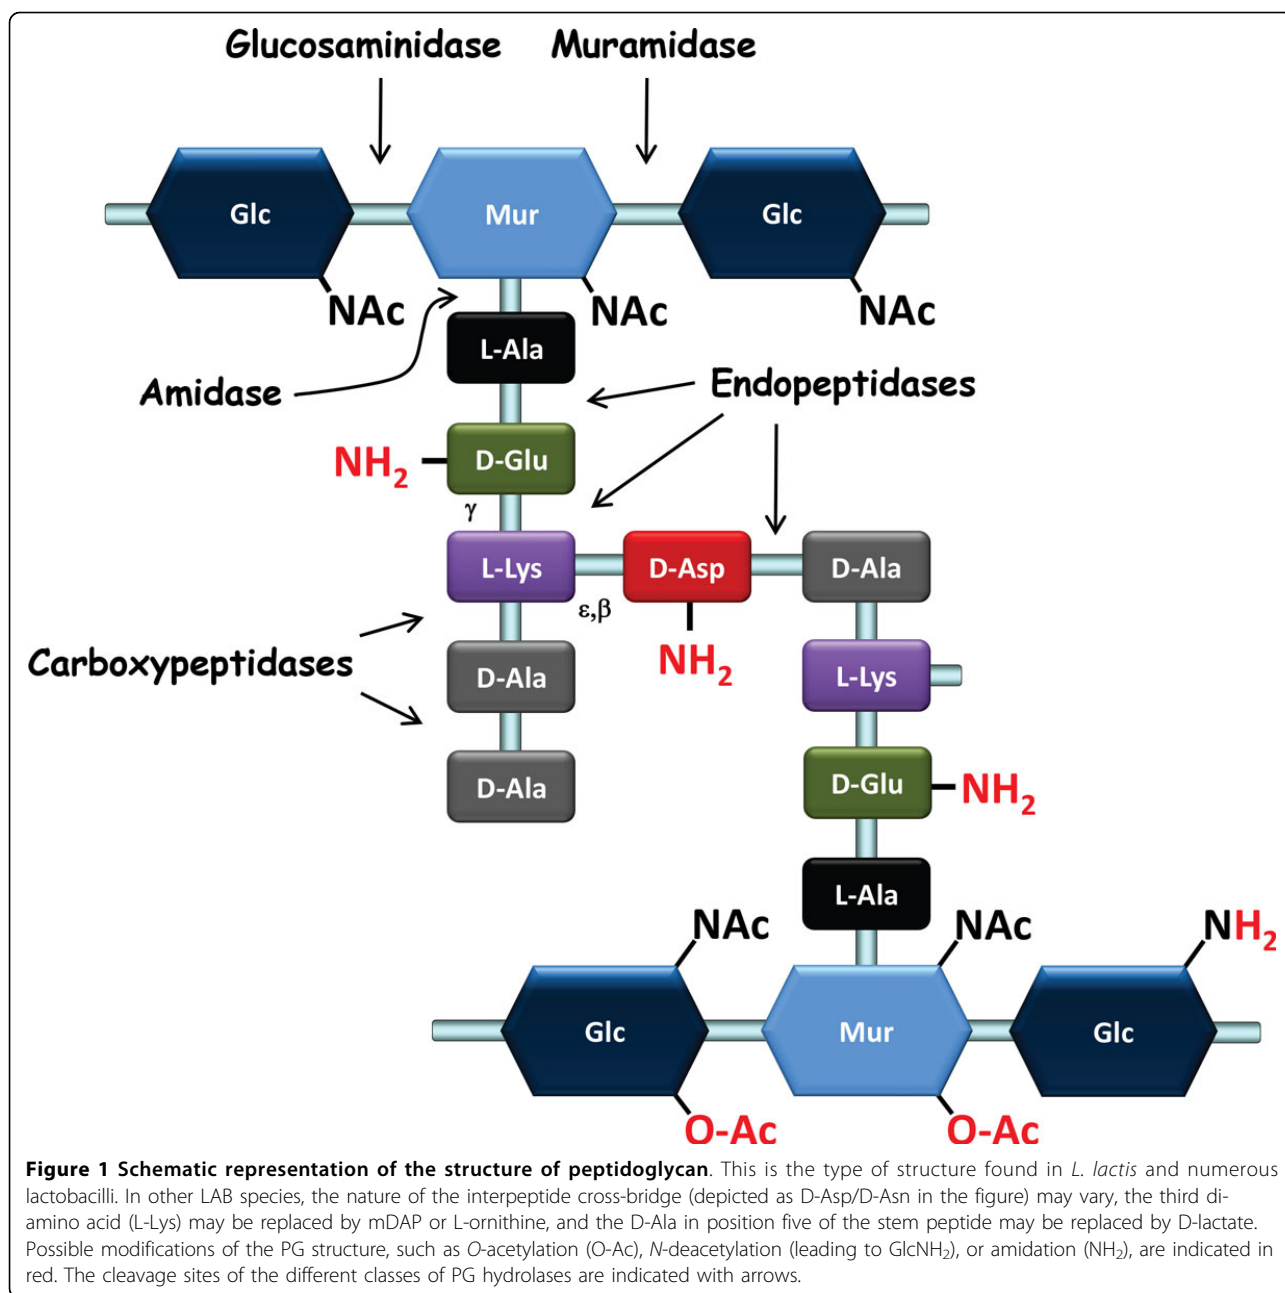 Glucosaminidase Muramidase
Glc Mur Glc
NAc NAc NAc
L-Ala
Amidase Endopeptidases
NH2 D-Glu
γ
L-Lys D-Asp D-Ala
ε,β
NH2
Carboxypeptidases
D-Ala L-Lys
D-Ala D-Glu NH2
L-Ala
NAc NAc NH2
Glc Mur Glc
O-Ac O-Ac
Figure 1 Schematic representation of the structure of peptidoglycan. This is the type of structure found in L. lactis and numerous
lactobacilli. In other LAB species, the nature of the interpeptide cross-bridge (depicted as D-Asp/D-Asn in the figure) may vary, the third di-
amino acid (L-Lys) may be replaced by mDAP or L-ornithine, and the D-Ala in position five of the stem peptide may be replaced by D-lactate.
Possible modifications of the PG structure, such as O-acetylation (O-Ac), N-deacetylation (leading to GlcNH2), or amidation (NH2), are indicated in
red. The cleavage sites of the different classes of PG hydrolases are indicated with arrows.